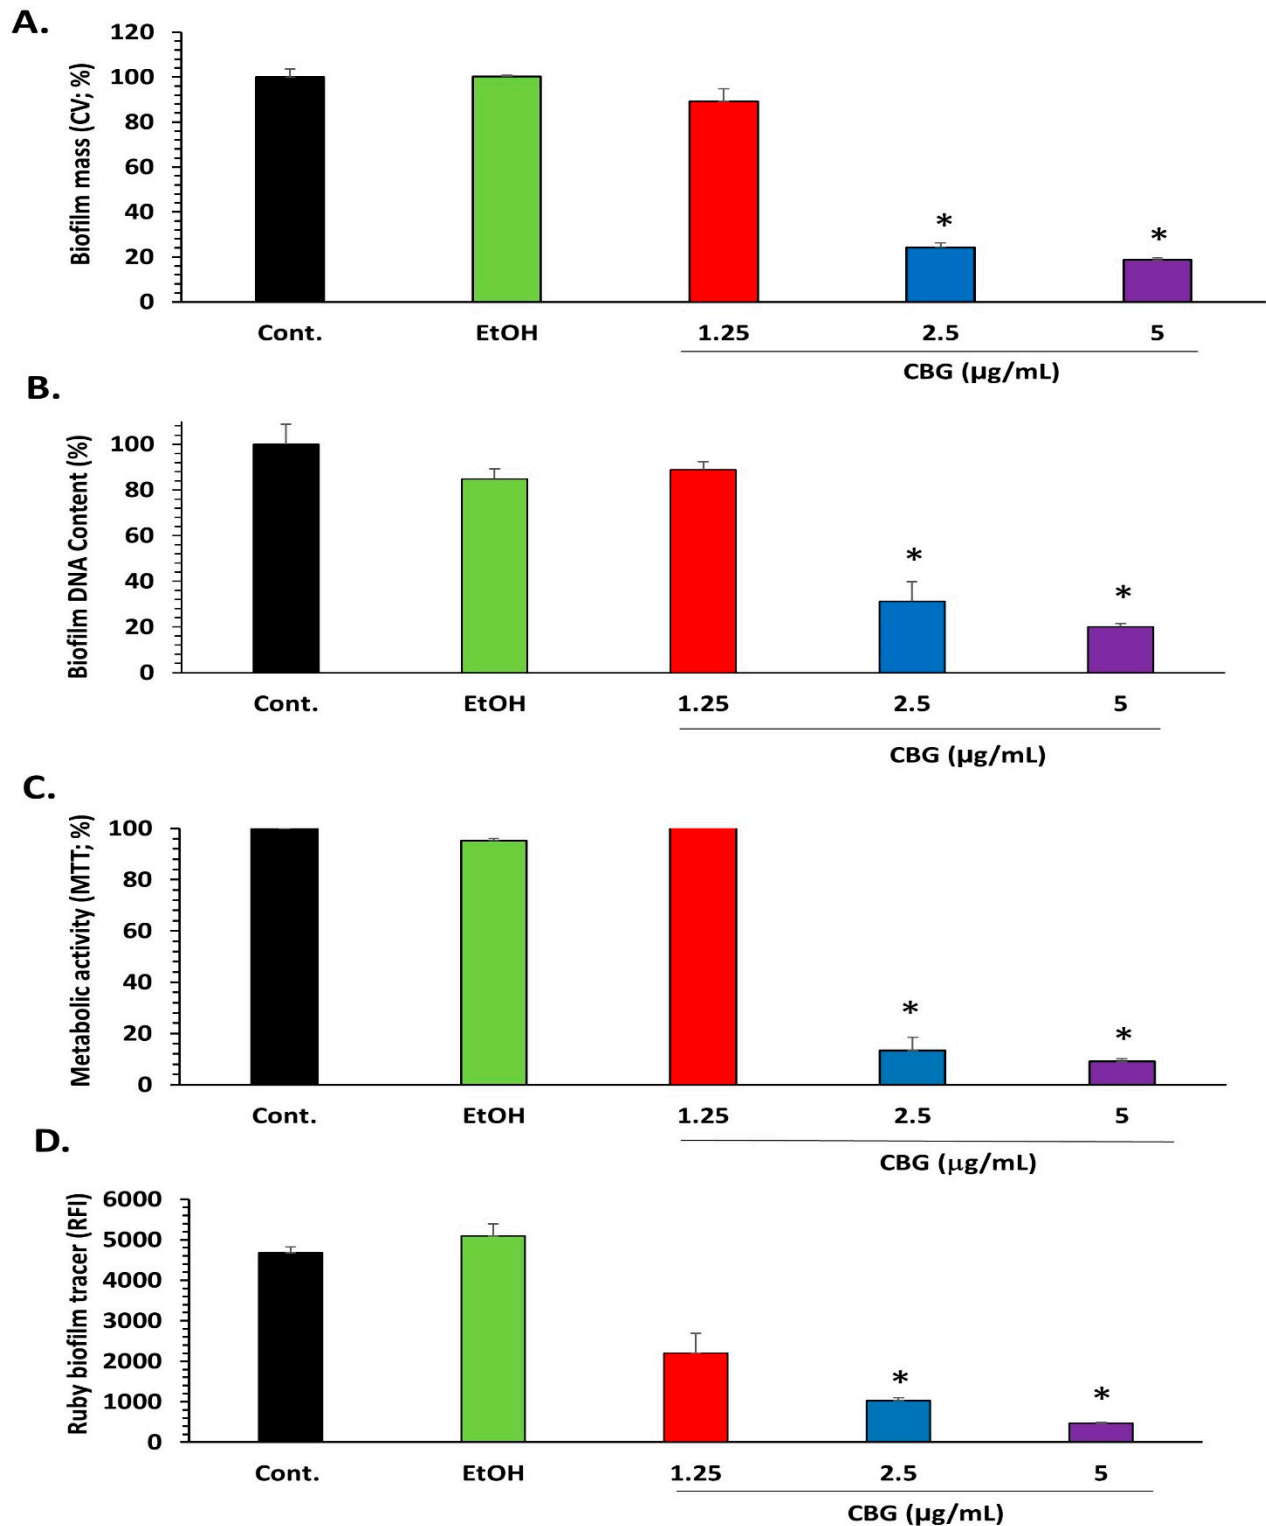 A.
Biofilm mass (CV; %)
120
100
80
60
40
20
0
*
*
Cont. EtOH 1.25 2.5 5
CBG (µg/mL)
B.
Biofilm DNA Content (%)
100
80
60
40
20
0
*
*
Cont. EtOH 1.25 2.5 5
CBG (µg/mL)
C.
Metabolic activity (MTT; %)
100
80
60
40
20
0
*
*
Cont. EtOH 1.25 2.5 5
CBG (µg/mL)
D.
Ruby biofilm tracer (RFI)
6000
5000
4000
3000
2000
1000
0
*
*
Cont. EtOH 1.25 2.5 5
CBG (µg/mL)